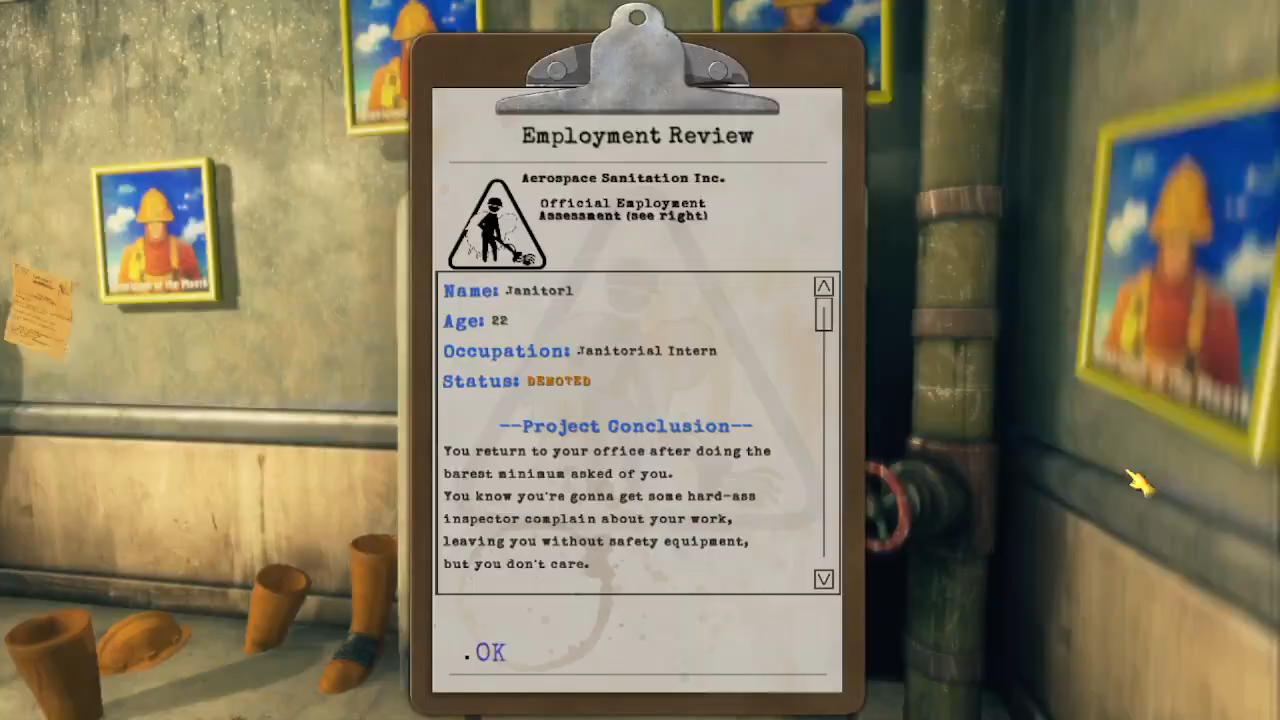 Employment Review
Aerospace Sanitation Inc.
Official Employment
Assessment (see right)
Name: Janitorl
Age: 22
Occupation: Janitorial Intern
Status: DEMOTED
--Project Conclusion--
You return to your office after doing the
barest minimum asked of you.
You know you're gonna get some hard-ass
inspector complain about your work,
leaving you without safety equipment,
but you don't care.
.OK